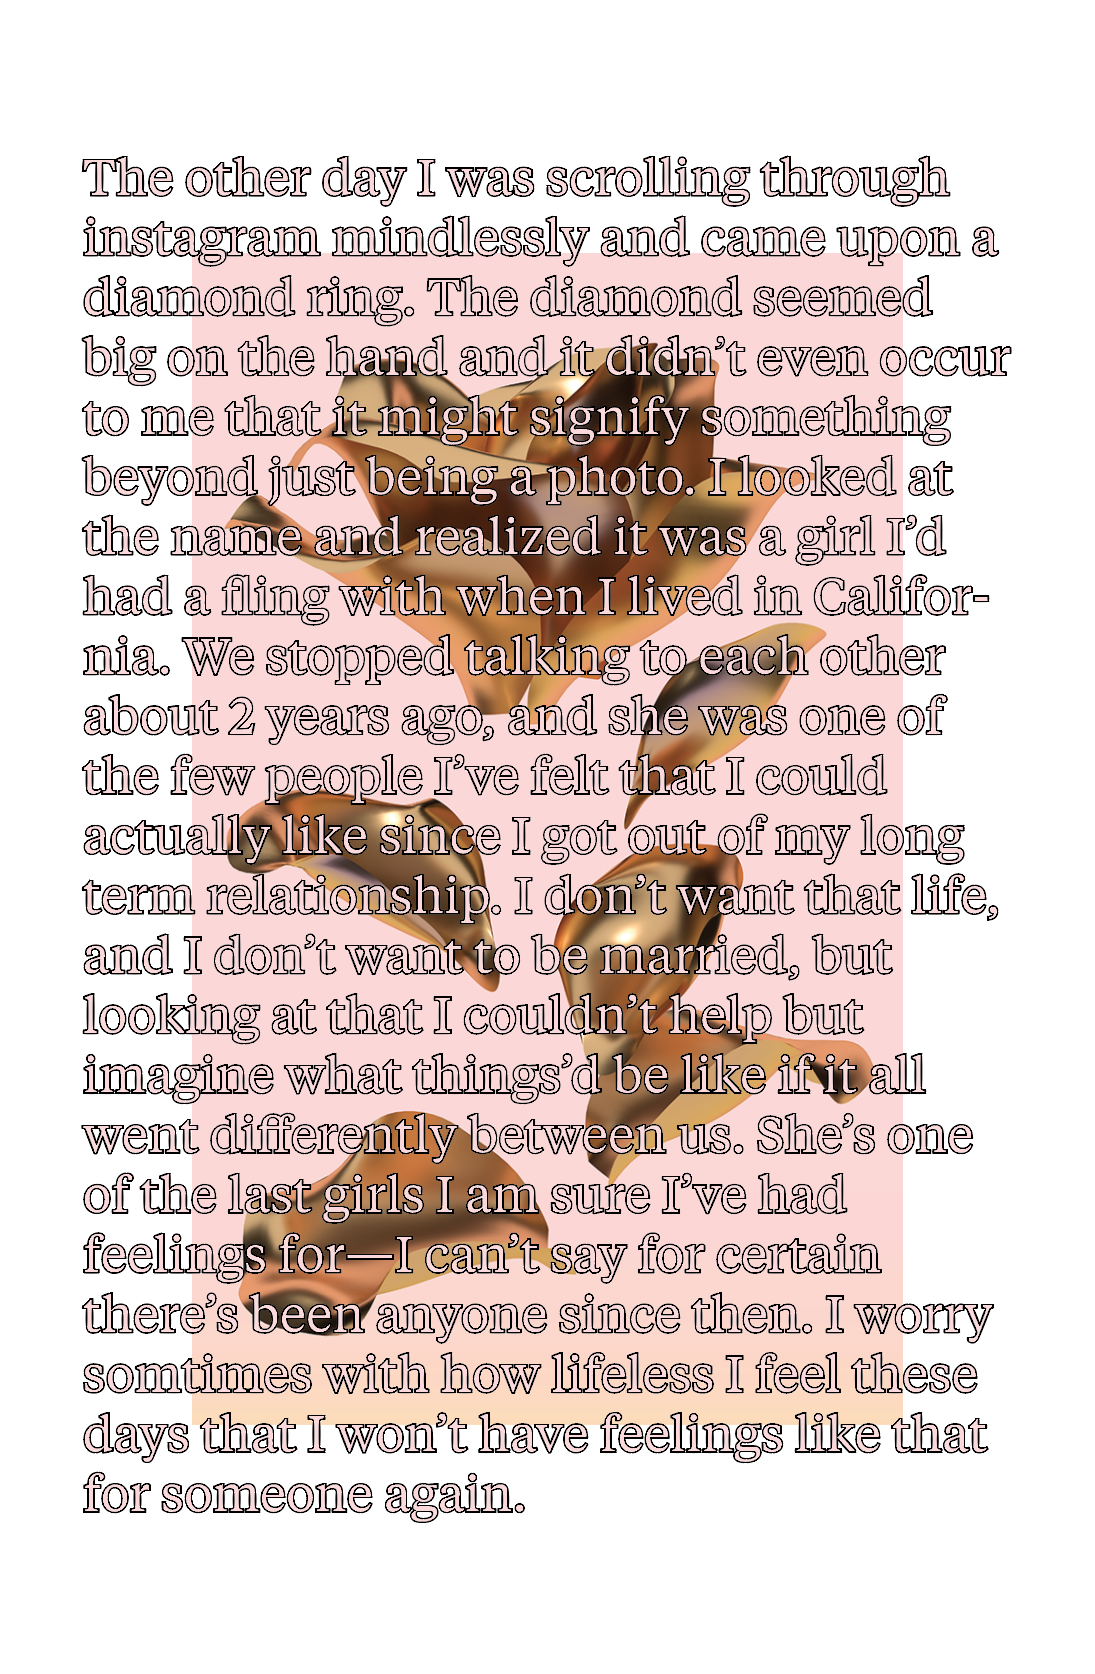 The other day I was scrolling through
instagram mindlessly and came upon a
diamond ring. The diamond seemed
big on the hand and it didn’t even occur
to me that it might signify something
beyond just being a photo. I looked at
the name and realized it was a girl I’d
had a fling with when I lived in Califor-
nia. We stopped talking to each other
about 2 years ago, and she was one of
the few people I’ve felt that I could
actually like since I got out of my long
term relationship. I don’t want that life,
and I don’t want to be married, but
looking at that I couldn’t help but
imagine what things’d be like if it all
went differently between us. She’s one
of the last girls I am sure I’ve had
feelings for—I can’t say for certain
there’s been anyone since then. I worry
somtimes with how lifeless I feel these
days that I won’t have feelings like that
for someone again.